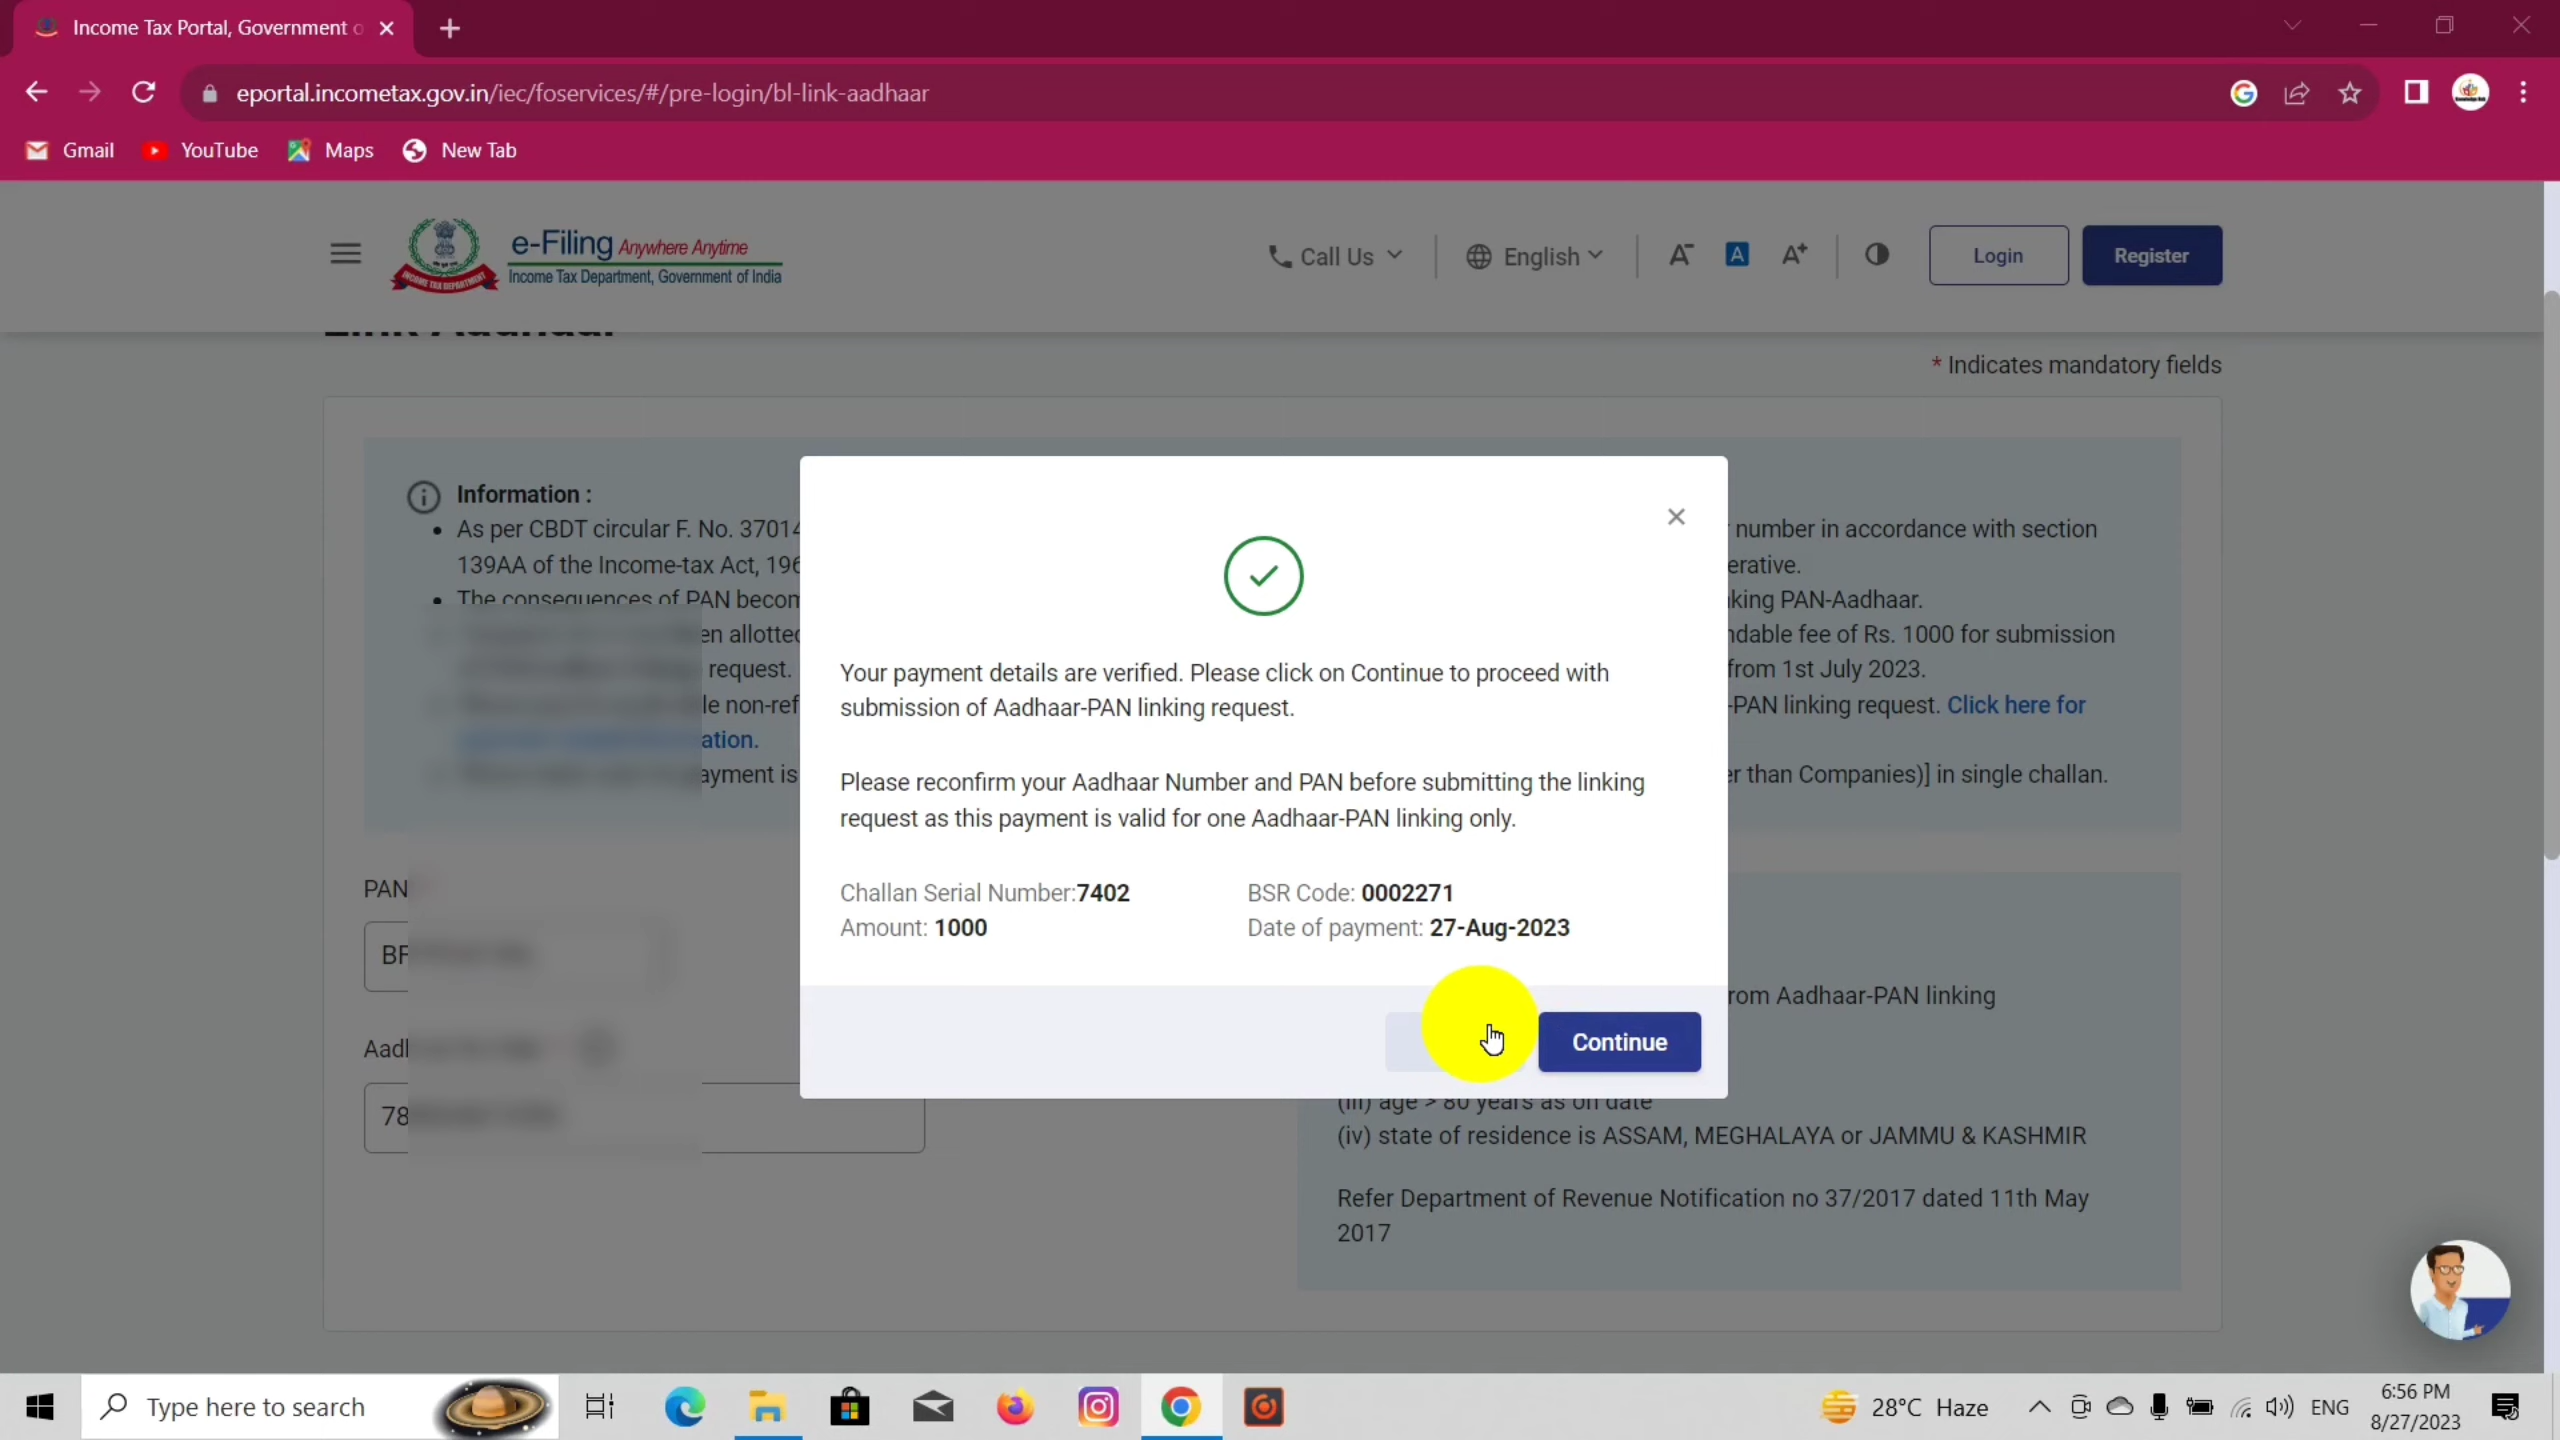 Income Tax Portal, Government o
eportal.incometax.gov.in/iec/foservices/#/pre-login/bl-link-aadhaar
Gmail YouTube Maps New Tab
e-Filing Anywhere Anytime
Income Tax Department, Government of India
INCOME TAX DEPARTMENT
Call Us English A- A A+ Login Register
Link Aadhaar
* Indicates mandatory fields
Information :
As per CBDT circular F. No. 37014
number in accordance with section
139AA of the Income-tax Act, 196
erative.
The consequences of PAN becom
king PAN-Aadhaar.
en allotted
ndable fee of Rs. 1000 for submission
request.
from 1st July 2023.
le non-ref
-PAN linking request. Click here for
ation.
ayment is
er than Companies)] in single challan.
Your payment details are verified. Please click on Continue to proceed with
submission of Aadhaar-PAN linking request.
Please reconfirm your Aadhaar Number and PAN before submitting the linking
request as this payment is valid for one Aadhaar-PAN linking only.
Challan Serial Number:7402 BSR Code: 0002271
Amount: 1000 Date of payment: 27-Aug-2023
Continue
PAN
BF
Aad
78
rom Aadhaar-PAN linking
(iii) age > 80 years as on date
(iv) state of residence is ASSAM, MEGHALAYA or JAMMU & KASHMIR
Refer Department of Revenue Notification no 37/2017 dated 11th May
2017
Type here to search
28°C Haze
ENG
6:56 PM
8/27/2023